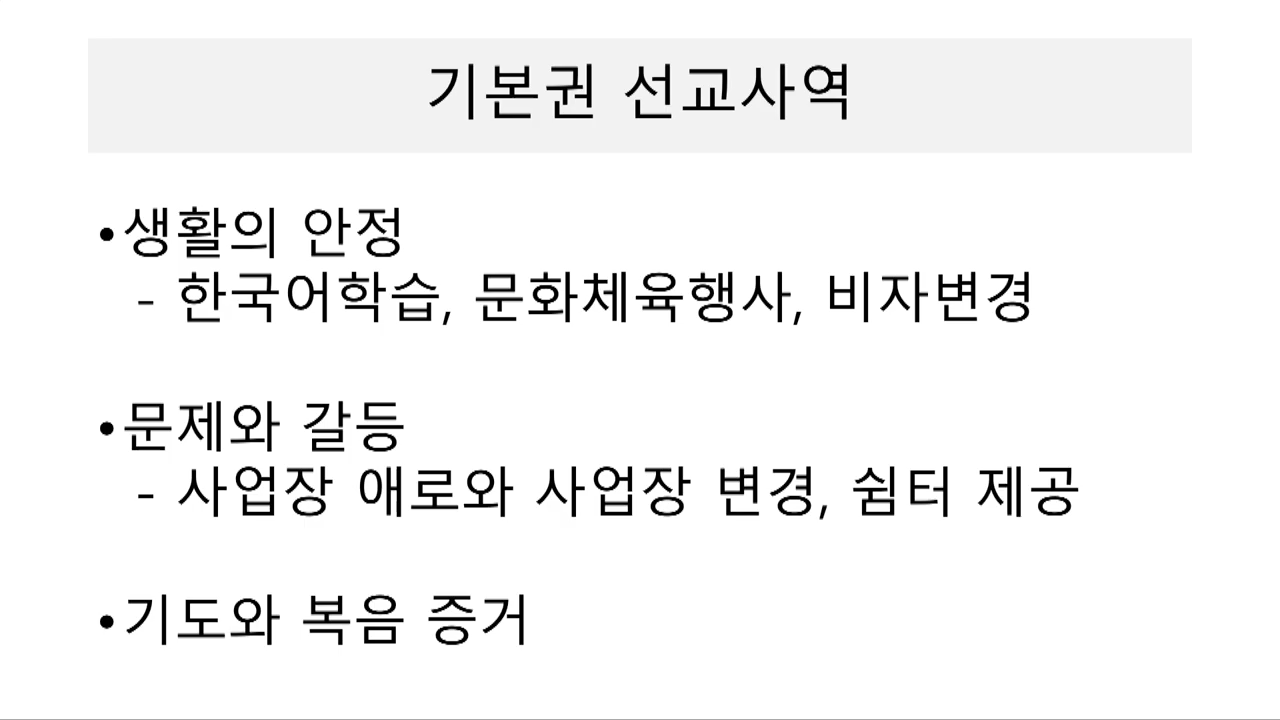 기본권 선교사역
•생활의 안정
- 한국어학습, 문화체육행사, 비자변경
•문제와 갈등
- 사업장 애로와 사업장 변경, 쉼터 제공
•기도와 복음 증거